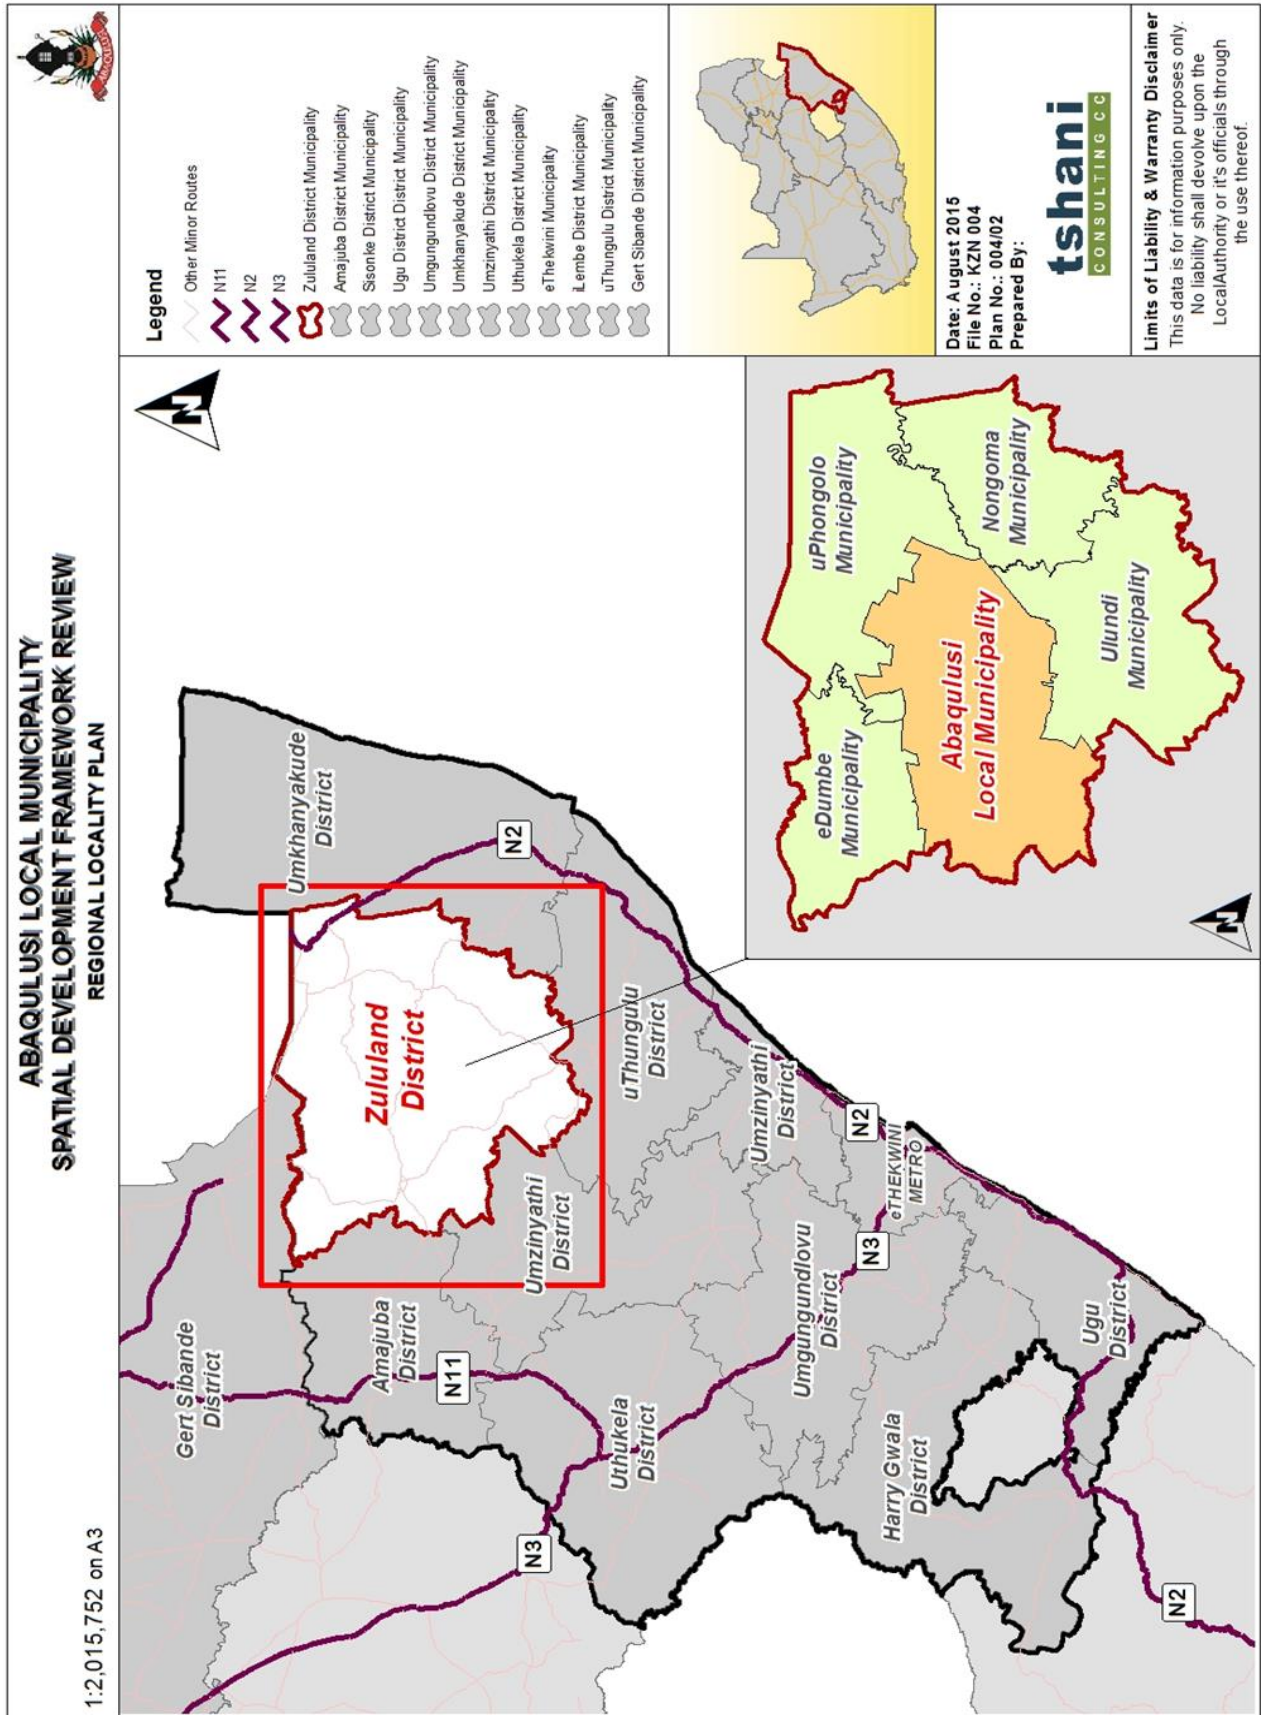 ABAQULUSI LOCAL MUNICIPALITY
SPATIAL DEVELOPMENT FRAMEWORK REVIEW
REGIONAL LOCALITY PLAN
1:2,015,752 on A3
ABAQULUSI
N
Gert Sibande
District
Amajuba
District
N11
Umkhanyakude
District
Zululand
District
N2
Umzinyathi
District
uThungulu
District
N3
Uthukela
District
Umzinyathi
District
Umgungundlovu
District
N3
N2
eTHEKWINI
METRO
Harry Gwala
District
Ugu
District
N2
uPhongolo
Municipality
eDumbe
Municipality
Nongoma
Municipality
Abaqulusi
Local Municipality
Ulundi
Municipality
N
Legend
Other Minor Routes
N11
N2
N3
Zululand District Municipality
Amajuba District Municipality
Sisonke District Municipality
Ugu District District Municipality
Umgungundlovu District Municipality
Umkhanyakude District Municipality
Umzinyathi District Municipality
Uthukela District Municipality
eThekwini Municipality
iLembe District Municipality
uThungulu District Municipality
Gert Sibande District Municipality
Date: August 2015
File No.: KZN 004
Plan No.: 004/02
Prepared By:
tshani
CONSULTING CC
Limits of Liability & Warranty Disclaimer
This data is for information purposes only.
No liability shall devolve upon the
LocalAuthority or it's officials through
the use thereof.